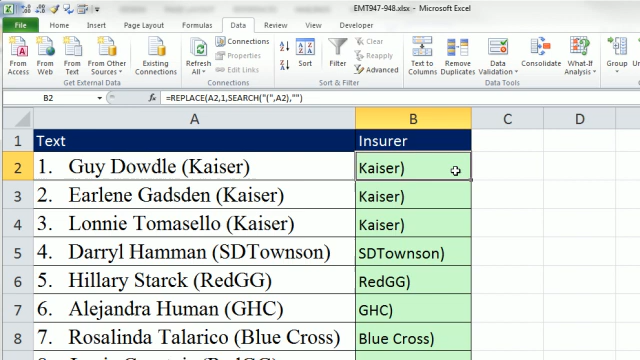 EMT947-948.xlsx - Microsoft Excel
File Home Insert Page Layout Formulas Data Review View Developer
From Access
From Web
From Text
From Other Sources
Existing Connections
Get External Data
Refresh All
Connections
Properties
Edit Links
Connections
Sort
Filter
Clear
Reapply
Advanced
Sort & Filter
Text to Columns
Remove Duplicates
Data Validation
Consolidate
What-If Analysis
Data Tools
Group
B2 fx =REPLACE(A2,1,SEARCH("(",A2),"")
A B C D
1 Text Insurer
2 1. Guy Dowdle (Kaiser) Kaiser)
3 2. Earlene Gadsden (Kaiser) Kaiser)
4 3. Lonnie Tomasello (Kaiser) Kaiser)
5 4. Darryl Hamman (SDTownson) SDTownson)
6 5. Hillary Starck (RedGG) RedGG)
7 6. Alejandra Human (GHC) GHC)
8 7. Rosalinda Talarico (Blue Cross) Blue Cross)